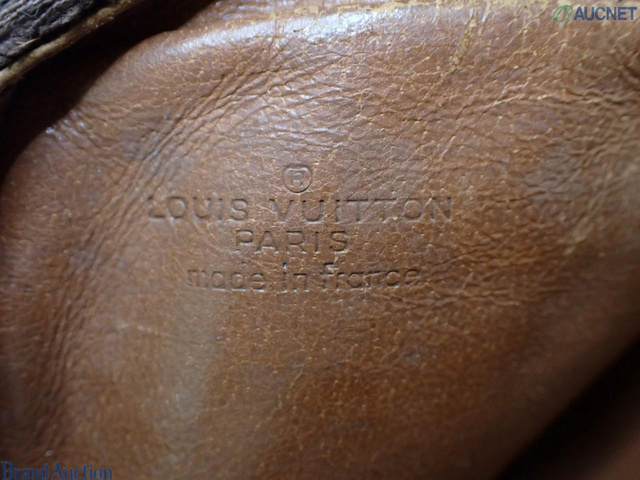 AUCNET
®
LOUIS VUITTON
PARIS
made in france
Brand Auction